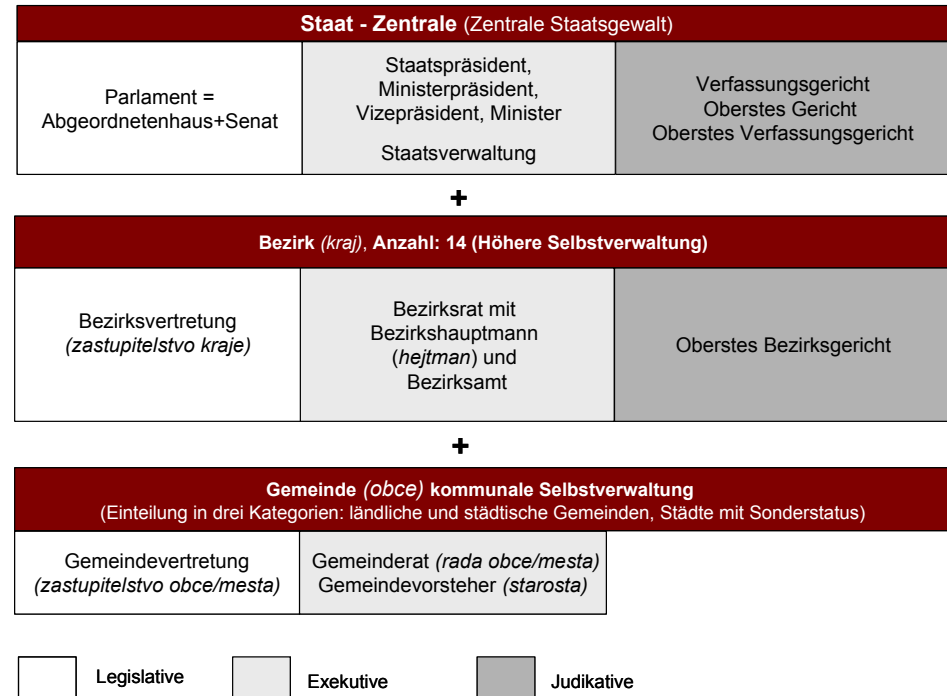 Staat - Zentrale (Zentrale Staatsgewalt)
Parlament =
Abgeordnetenhaus+Senat
Staatspräsident,
Ministerpräsident,
Vizepräsident, Minister
Staatsverwaltung
Verfassungsgericht
Oberstes Gericht
Oberstes Verfassungsgericht
+
Bezirk (kraj), Anzahl: 14 (Höhere Selbstverwaltung)
Bezirksvertretung
(zastupitelstvo kraje)
Bezirksrat mit
Bezirkshauptmann
(hejtman) und
Bezirksamt
Oberstes Bezirksgericht
+
Gemeinde (obce) kommunale Selbstverwaltung
(Einteilung in drei Kategorien: ländliche und städtische Gemeinden, Städte mit Sonderstatus)
Gemeindevertretung
(zastupitelstvo obce/mesta)
Gemeinderat (rada obce/mesta)
Gemeindevorsteher (starosta)
Legislative
Exekutive
Judikative